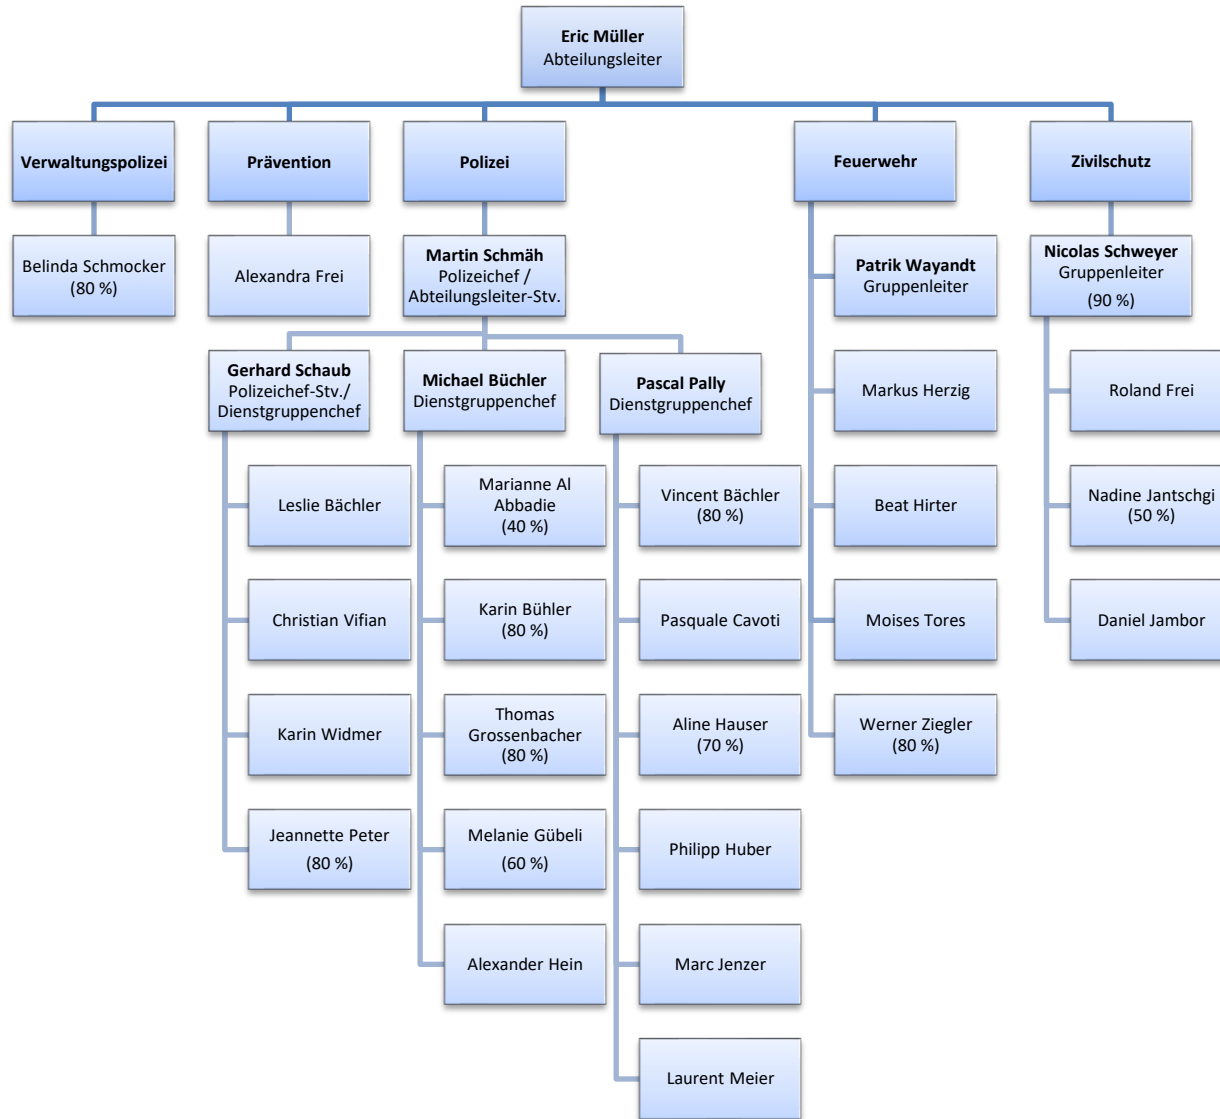 Eric Müller
Abteilungsleiter
Verwaltungspolizei
Prävention
Polizei
Feuerwehr
Zivilschutz
Belinda Schmocker
(80 %)
Alexandra Frei
Martin Schmäh
Polizeichef /
Abteilungsleiter-Stv.
Patrik Wayandt
Gruppenleiter
Nicolas Schweyer
Gruppenleiter
(90 %)
Gerhard Schaub
Polizeichef-Stv./
Dienstgruppenchef
Michael Büchler
Dienstgruppenchef
Pascal Pally
Dienstgruppenchef
Markus Herzig
Roland Frei
Leslie Bächler
Marianne Al
Abbadie
(40 %)
Vincent Bächler
(80 %)
Beat Hirter
Nadine Jantschgi
(50 %)
Christian Vifian
Karin Bühler
(80 %)
Pasquale Cavoti
Moises Tores
Daniel Jambor
Karin Widmer
Thomas
Grossenbacher
(80 %)
Aline Hauser
(70 %)
Werner Ziegler
(80 %)
Jeannette Peter
(80 %)
Melanie Gübeli
(60 %)
Philipp Huber
Alexander Hein
Marc Jenzer
Laurent Meier